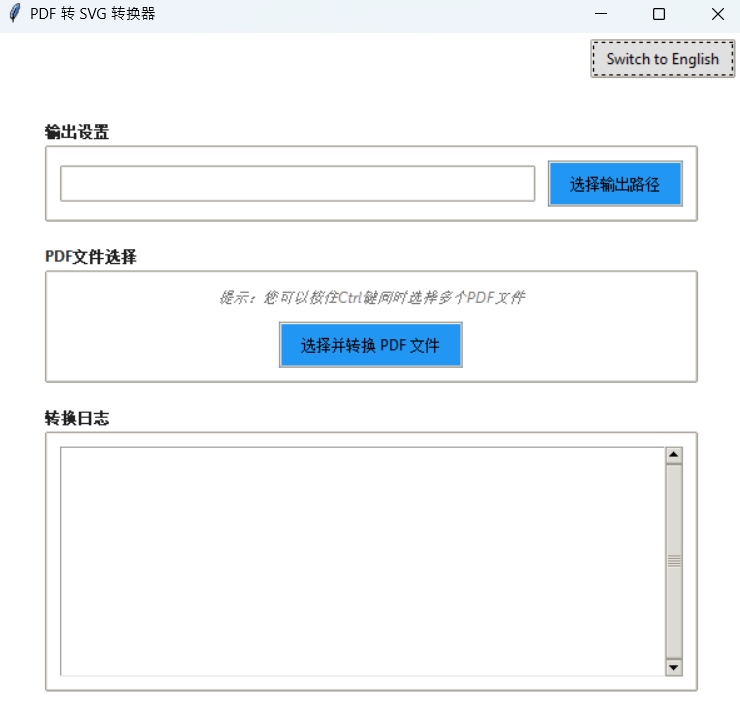 PDF 转 SVG 转换器
Switch to English
输出设置
选择输出路径
PDF文件选择
提示：您可以按住Ctrl键同时选择多个PDF文件
选择并转换 PDF 文件
转换日志